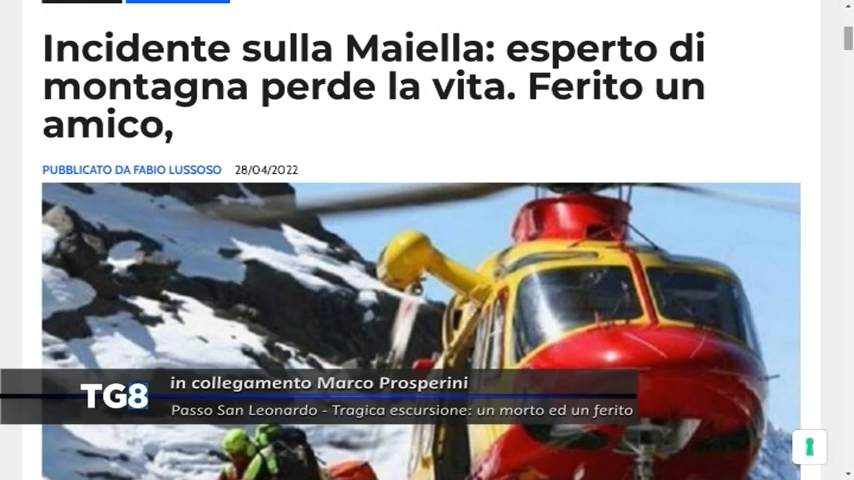 Incidente sulla Maiella: esperto di
montagna perde la vita. Ferito un
amico,
PUBBLICATO DA FABIO LUSSOSO 28/04/2022
TG8
in collegamento Marco Prosperini
Passo San Leonardo - Tragica escursione: un morto ed un ferito